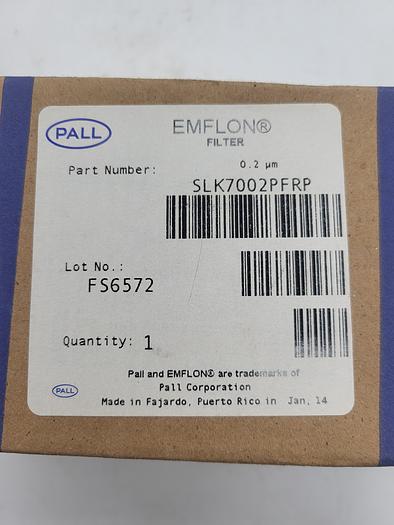 PALL
EMFLON®
FILTER
0.2 µm
Part Number:
SLK7002PFRP
Lot No.:
FS6572
Quantity: 1
Pall and EMFLON® are trademarks of
Pall Corporation
PALL
Made in Fajardo, Puerto Rico in Jan, 14